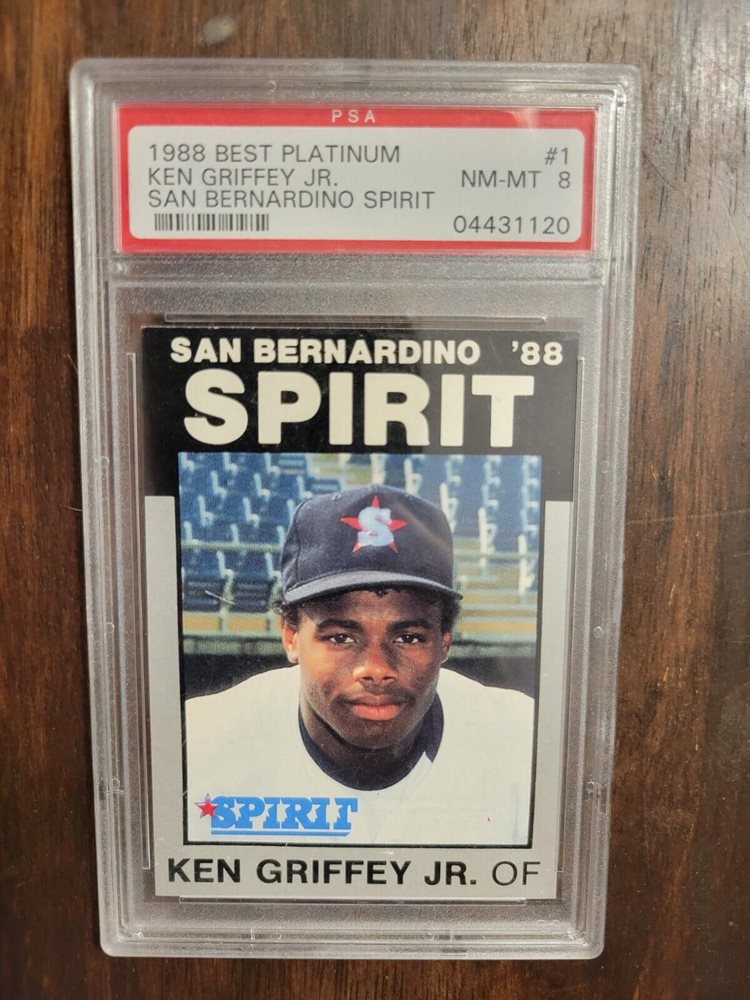 PSA
1988 BEST PLATINUM #1
KEN GRIFFEY JR. NM-MT 8
SAN BERNARDINO SPIRIT
04431120
SAN BERNARDINO '88
SPIRIT
S
SPIRIT
KEN GRIFFEY JR. OF